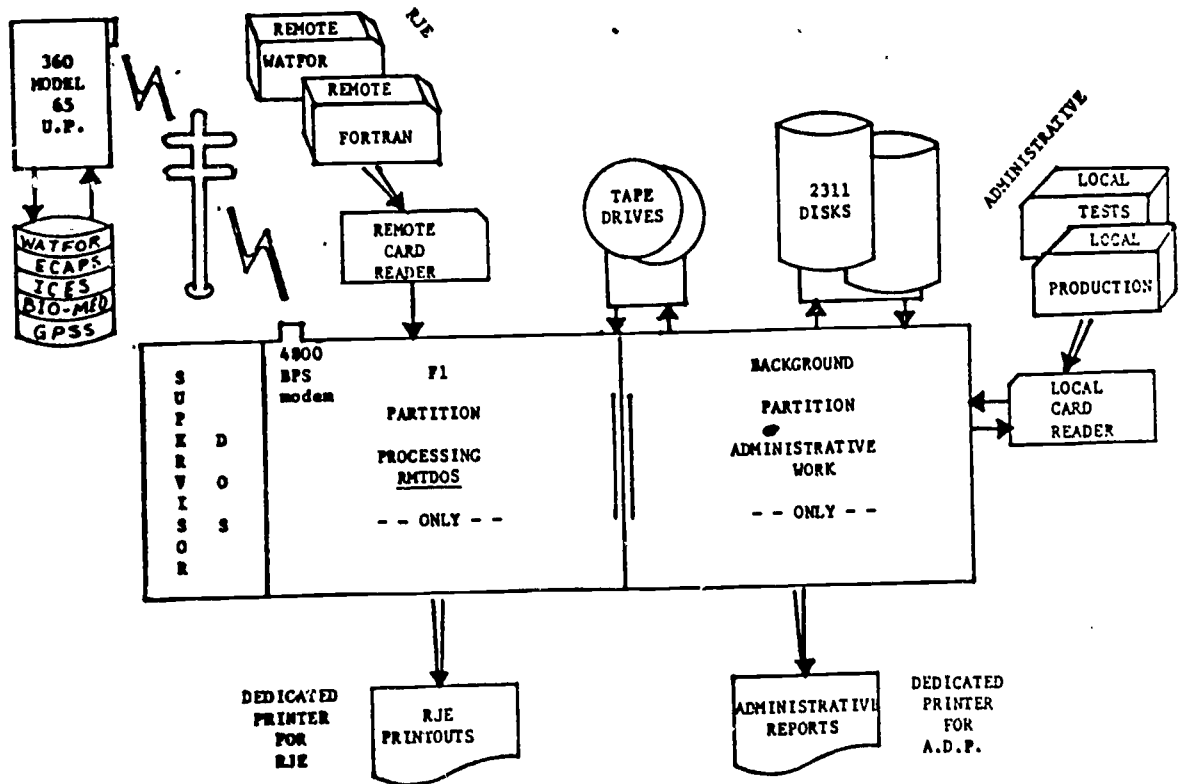 360
MODEL
65
U.P.
WATFOR
ECAPS
ICES
BIO-MED
GPSS
RJE
REMOTE
WATFOR
REMOTE
FORTRAN
REMOTE
CARD
READER
TAPE
DRIVES
2311
DISKS
ADMINISTRATIVE
LOCAL
TESTS
LOCAL
PRODUCTION
LOCAL
CARD
READER
SUPERVISOR
DOS
4800
BPS
modem
F1
PARTITION
PROCESSING
RMTDOS
- - ONLY - -
BACKGROUND
PARTITION
ADMINISTRATIVE
WORK
- - ONLY - -
DEDICATED
PRINTER
FOR
RJE
RJE
PRINTOUTS
ADMINISTRATIVE
REPORTS
DEDICATED
PRINTER
FOR
A.D.P.